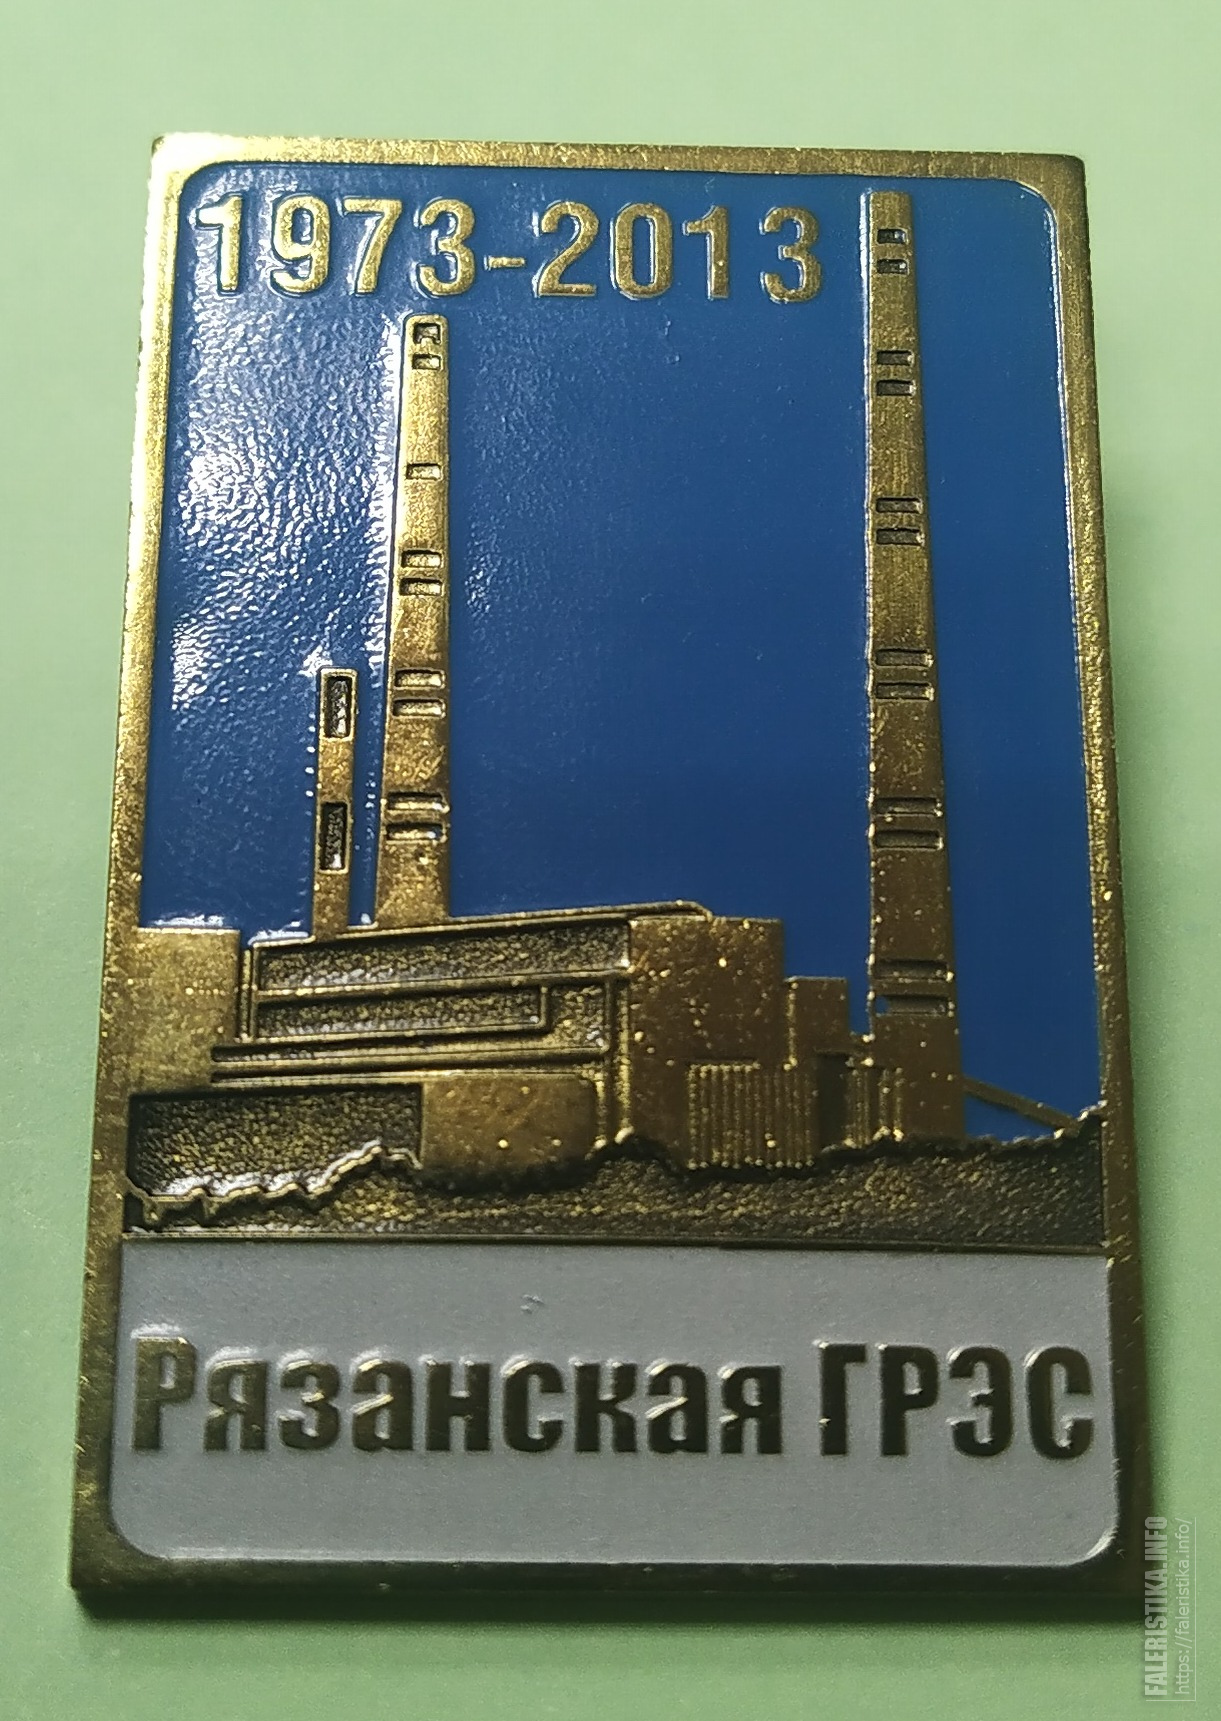 1973-2013
Рязанская ГРЭС
FALERISTIKA.INFO
https://faleristika.info/